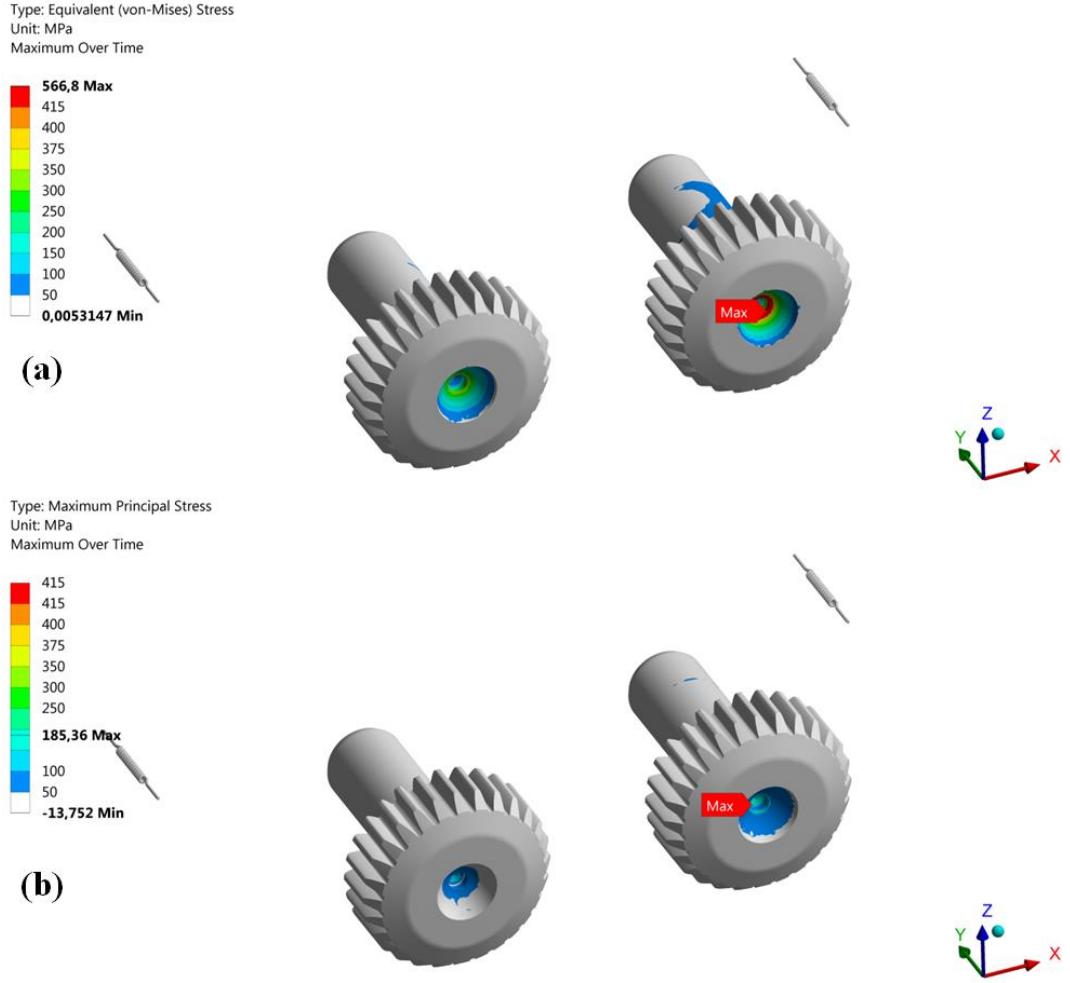 Type: Equivalent (von-Mises) Stress
Unit: MPa
Maximum Over Time
566,8 Max
415
400
375
350
300
250
200
150
100
50
0,0053147 Min
(a)
Max
Z
Y
X
Type: Maximum Principal Stress
Unit: MPa
Maximum Over Time
415
415
400
375
350
300
250
185,36 Max
100
50
-13,752 Min
(b)
Max
Z
Y
X